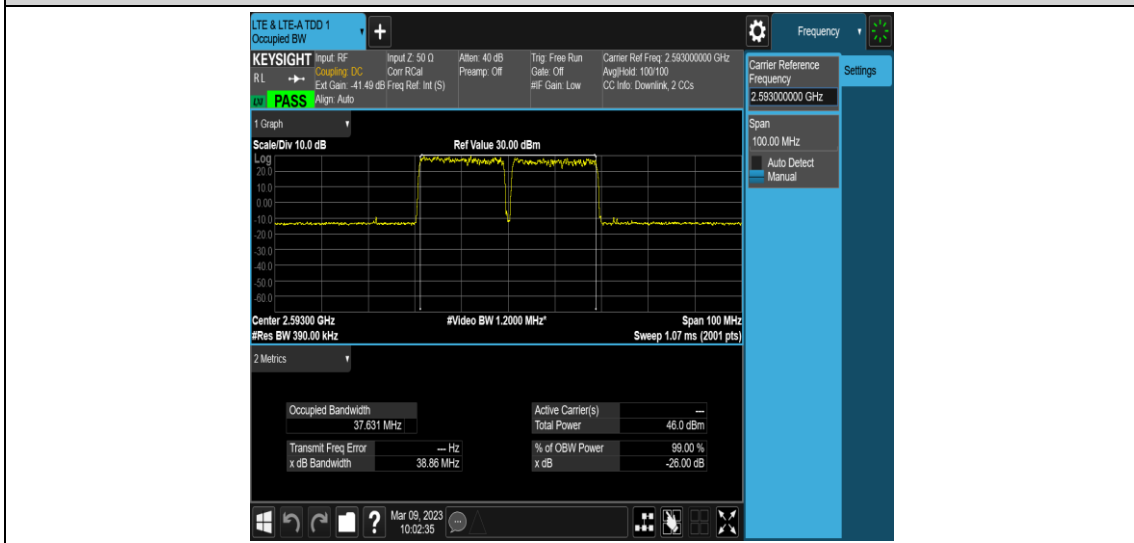 LTE & LTE-A TDD 1
Occupied BW
Frequency
KEYSIGHT
RL
LXI PASS
Input: RF
Coupling: DC
Ext Gain: -41.49 dB
Align: Auto
Input Z: 50 Ω
Corr RCal
Freq Ref: Int (S)
Atten: 40 dB
Preamp: Off
Trig: Free Run
Gate: Off
#IF Gain: Low
Carrier Ref Freq: 2.593000000 GHz
Avg|Hold: 100/100
CC Info: Downlink, 2 CCs
Carrier Reference
Frequency
2.593000000 GHz
Settings
Span
100.00 MHz
Auto Detect
Manual
1 Graph
Scale/Div 10.0 dB
Ref Value 30.00 dBm
Log
20.0
10.0
0.00
-10.0
-20.0
-30.0
-40.0
-50.0
-60.0
Center 2.59300 GHz
#Video BW 1.2000 MHz*
Span 100 MHz
#Res BW 390.00 kHz
Sweep 1.07 ms (2001 pts)
2 Metrics
Occupied Bandwidth
37.631 MHz
Active Carrier(s) ---
Total Power 46.0 dBm
Transmit Freq Error --- Hz
x dB Bandwidth 38.86 MHz
% of OBW Power 99.00 %
x dB -26.00 dB
?
Mar 09, 2023
10:02:35